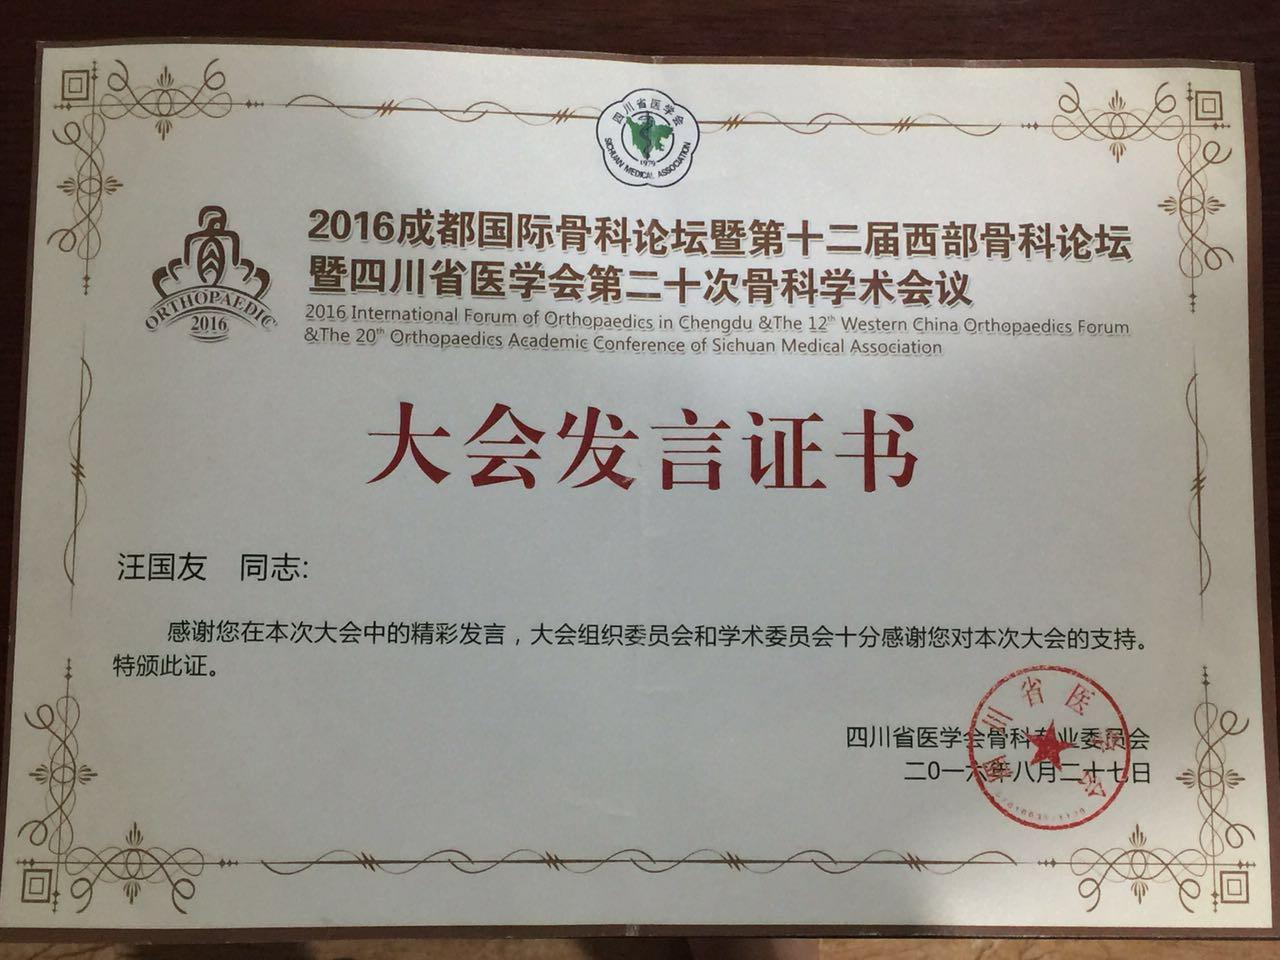 四川省医学会
SICHUAN MEDICAL ASSOCIATION
1979
ORTHOPAEDIC
2016
2016成都国际骨科论坛暨第十二届西部骨科论坛
暨四川省医学会第二十次骨科学术会议
2016 International Forum of Orthopaedics in Chengdu &The 12th Western China Orthopaedics Forum
&The 20th Orthopaedics Academic Conference of Sichuan Medical Association
大会发言证书
汪国友 同志:
感谢您在本次大会中的精彩发言，大会组织委员会和学术委员会十分感谢您对本次大会的支持。
特颁此证。
四川省医学会骨科专业委员会
二0一六年八月二十七日
四川省医学会